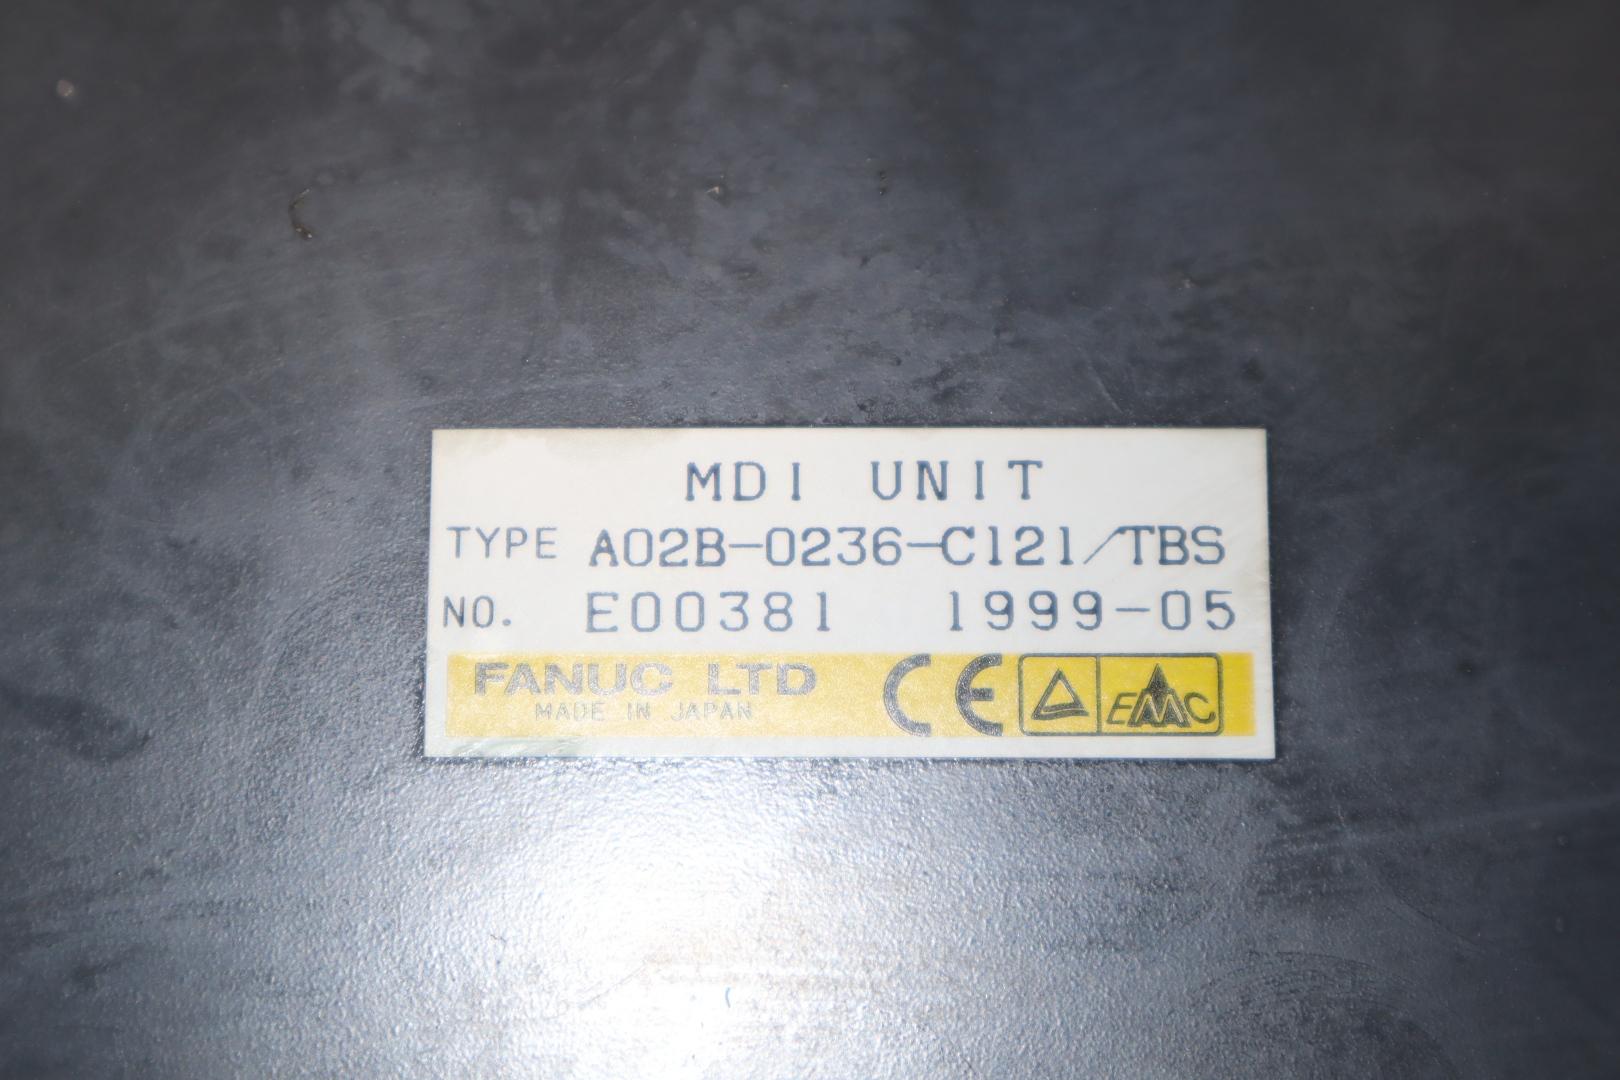 MDI UNIT
TYPE A02B-0236-C121/TBS
NO. E00381 1999-05
FANUC LTD CE EMC
MADE IN JAPAN